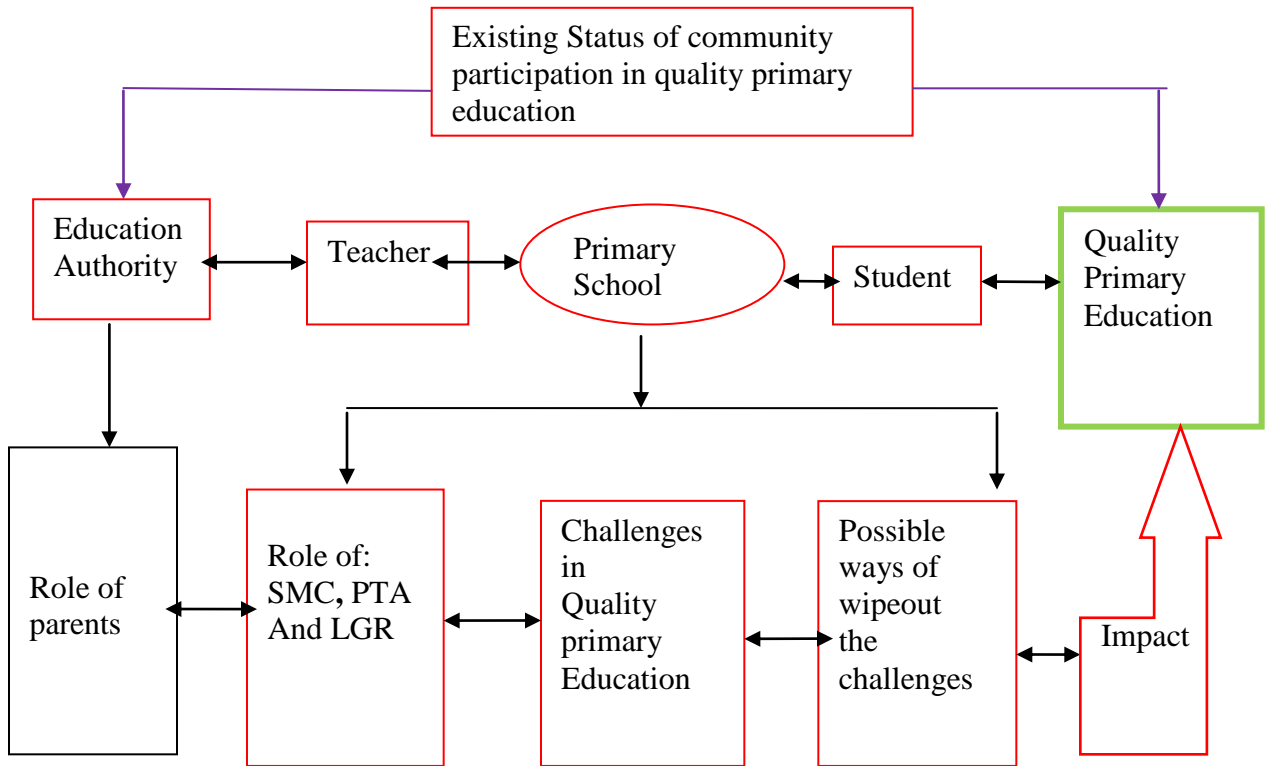 Existing Status of community
participation in quality primary
education
Education
Authority
Teacher
Primary
School
Student
Quality
Primary
Education
Role of
parents
Role of:
SMC, PTA
And LGR
Challenges
in
Quality
primary
Education
Possible
ways of
wipeout
the
challenges
Impact